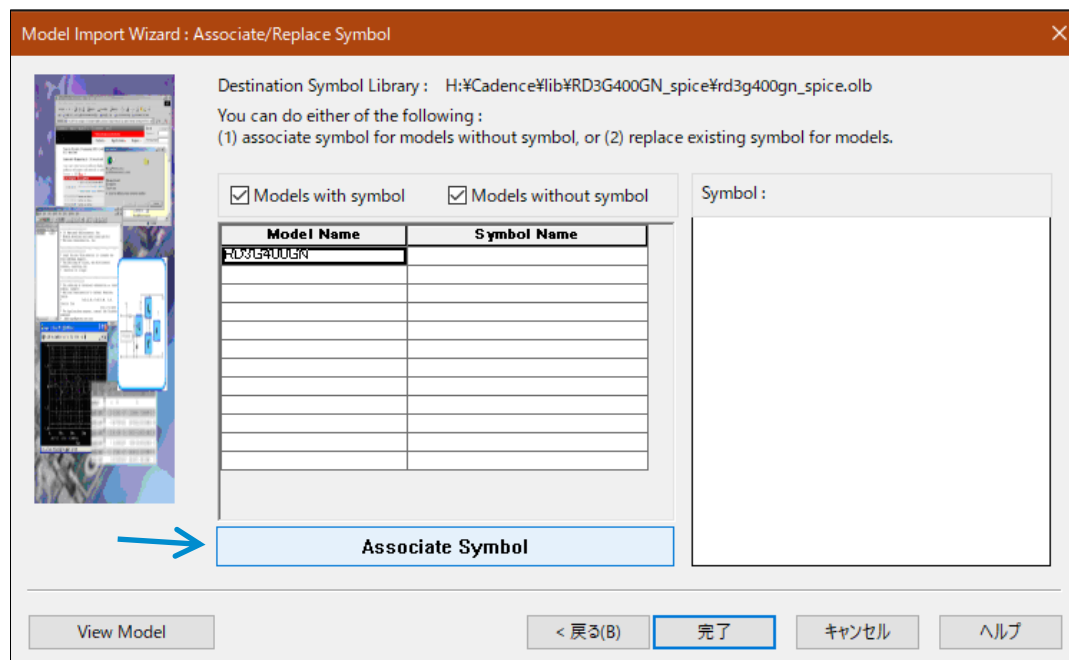 Model Import Wizard : Associate/Replace Symbol
Destination Symbol Library : H:¥Cadence¥lib¥RD3G400GN_spice¥rd3g400gn_spice.olb
You can do either of the following :
(1) associate symbol for models without symbol, or (2) replace existing symbol for models.
Models with symbol Models without symbol Symbol :
Model Name Symbol Name
RD3G400GN
Associate Symbol
View Model < 戻る(B) 完了 キャンセル ヘルプ